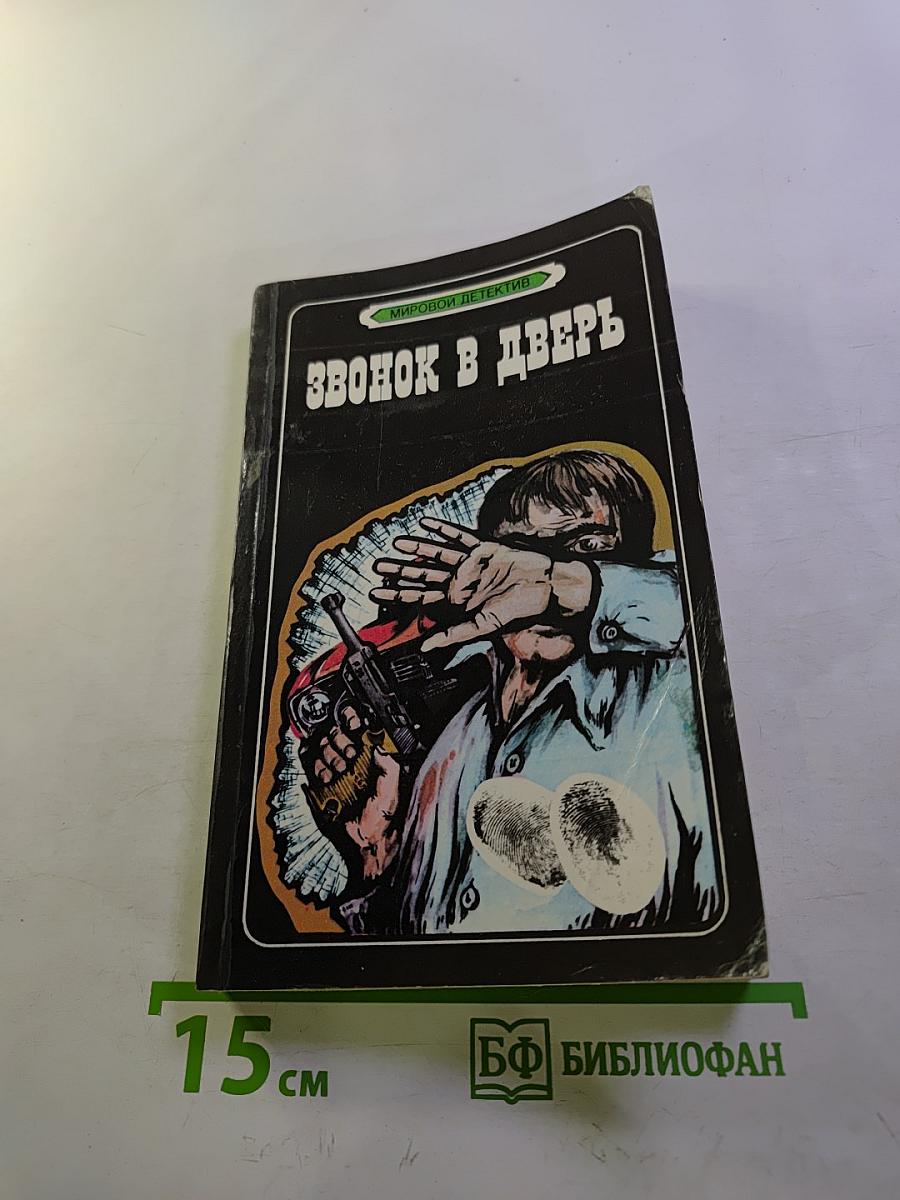 МИРОВОЙ ДЕТЕКТИВ
ЗВОНОК В ДВЕРЬ
15 см
БФ БИБЛИОФАН